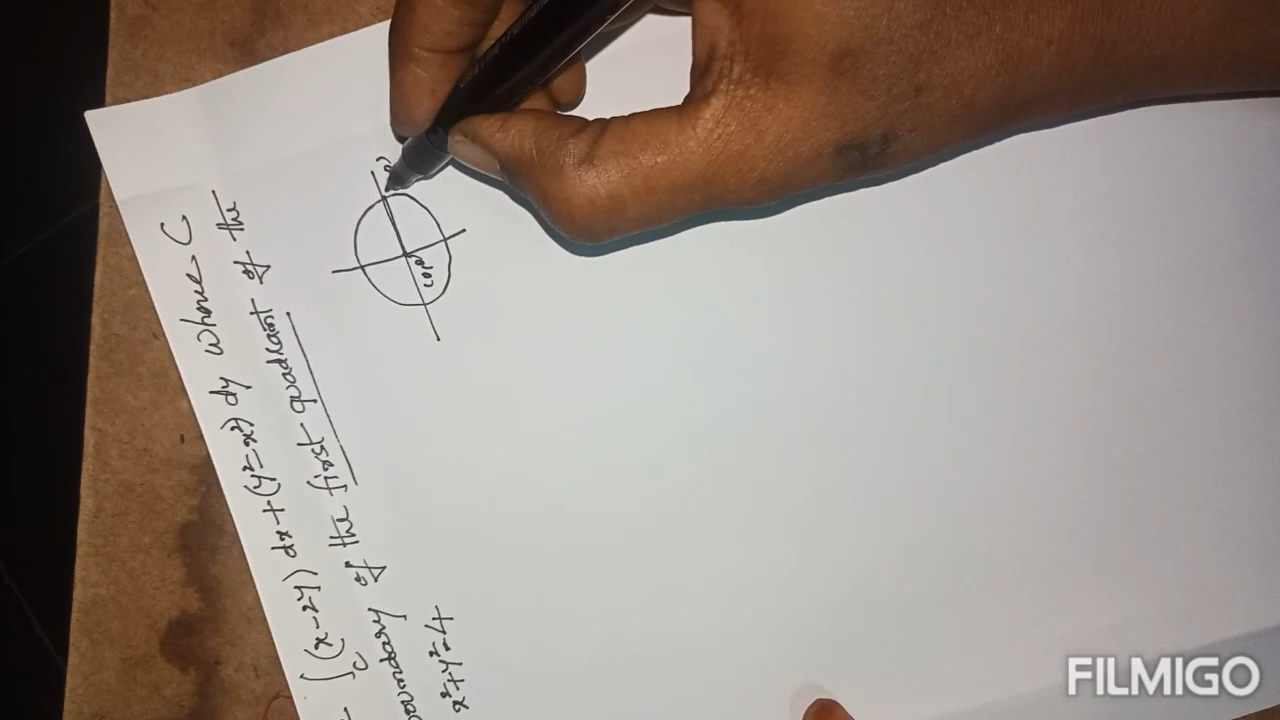 ∫c (x-2y) dx + (y²-x²) dy where C
boundary of the first-quadrant of the
x²+y²=4
(0,0)
FILMIGO